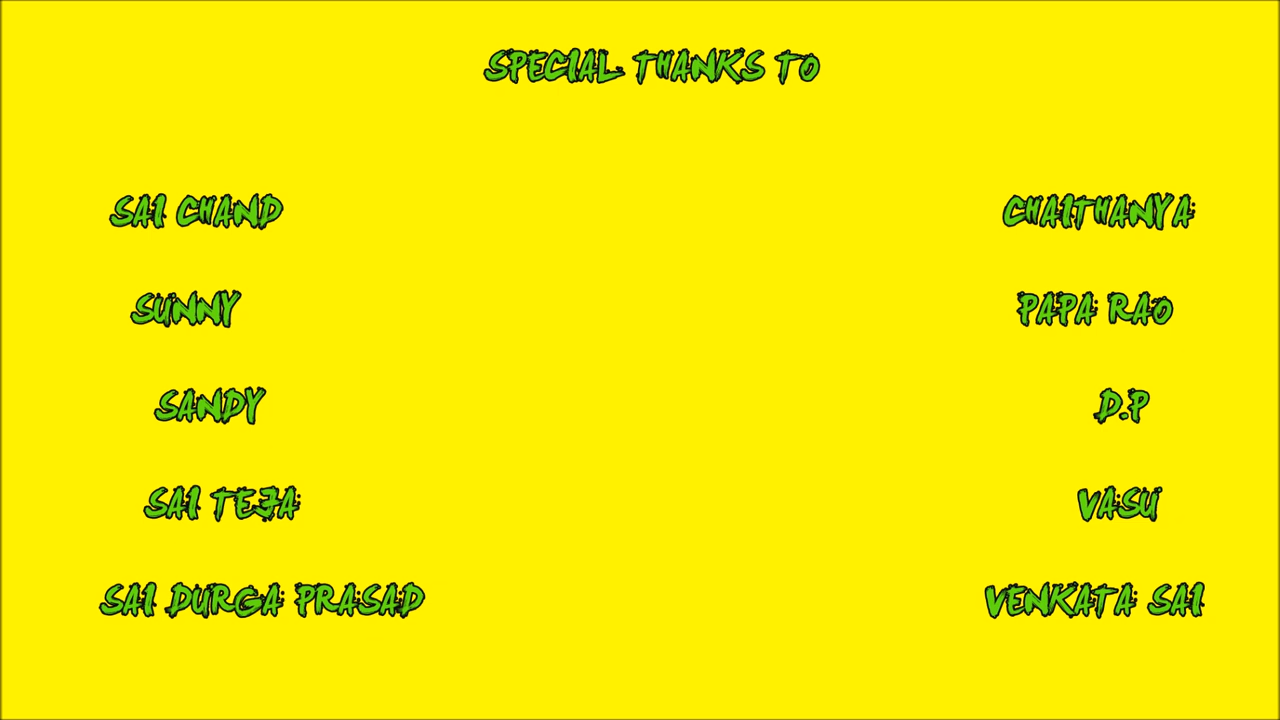 SPECIAL THANKS TO
SAI CHAND
CHAITHANYA
SUNNY
PAPA RAO
SANDY
D.P
SAI TEJA
VASU
SAI DURGA PRASAD
VENKATA SAI